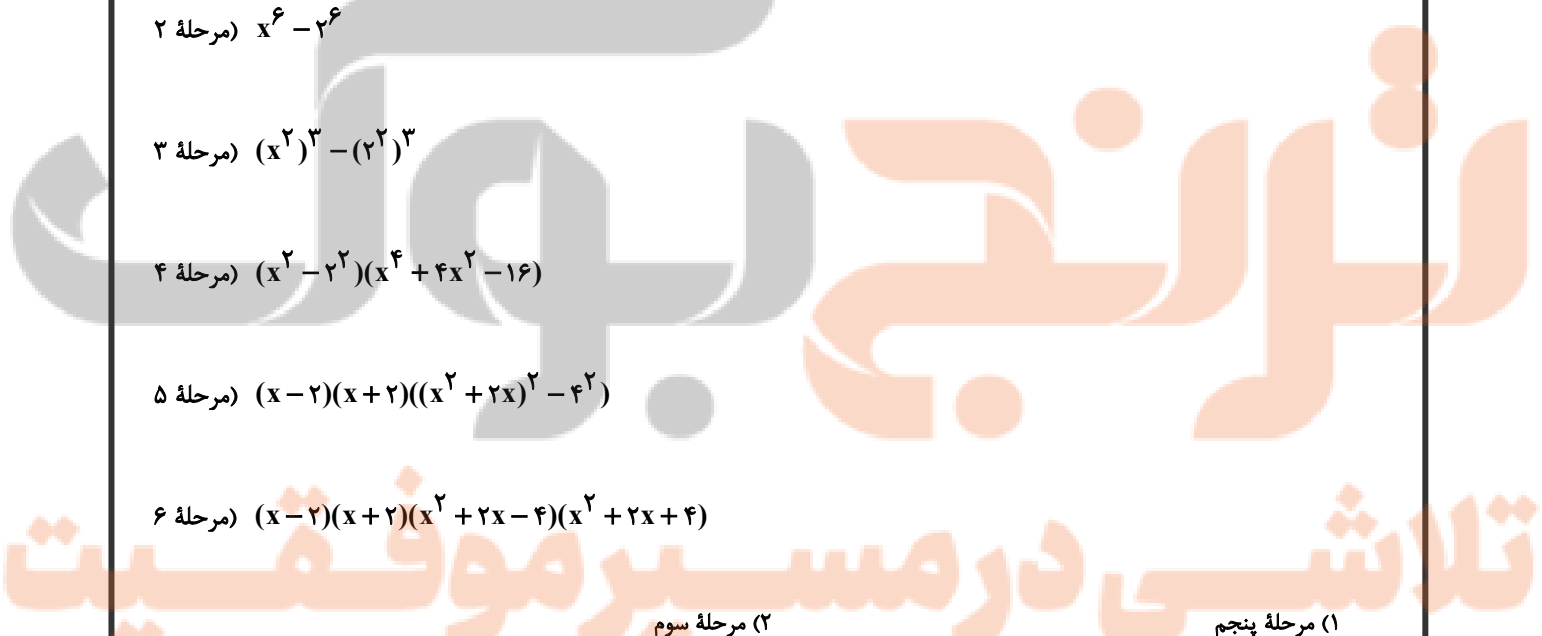 مرحلهٔ ۲) x^۶ − ۲^۶
مرحلهٔ ۳) (x^۲)^۳ − (۲^۲)^۳
مرحلهٔ ۴) (x^۲ − ۲^۲)(x^۴ + ۴x^۲ − ۱۶)
مرحلهٔ ۵) (x − ۲)(x + ۲)((x^۲ + ۲x)^۲ − ۴^۲)
مرحلهٔ ۶) (x − ۲)(x + ۲)(x^۲ + ۲x − ۴)(x^۲ + ۲x + ۴)
۱) مرحلهٔ پنجم ۲) مرحلهٔ سوم
ترنج بوک
تلاشی در مسیر موفقیت